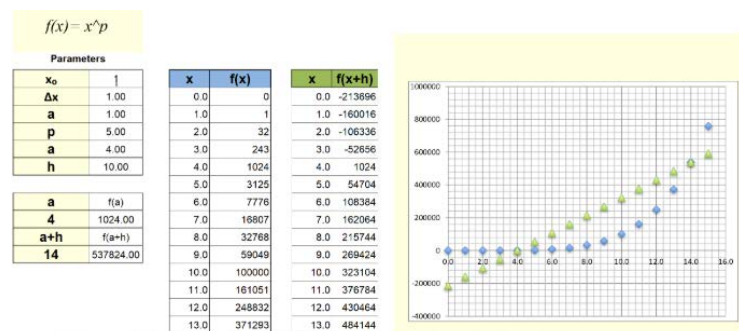 f(x)= x^p
Parameters
x₀ 1
Δx 1.00
a 1.00
p 5.00
a 4.00
h 10.00
a f(a)
4 1024.00
a+h f(a+h)
14 537824.00
x f(x)
0.0 0
1.0 1
2.0 32
3.0 243
4.0 1024
5.0 3125
6.0 7776
7.0 16807
8.0 32768
9.0 59049
10.0 100000
11.0 161051
12.0 248832
13.0 371293
x f(x+h)
0.0 -213696
1.0 -160016
2.0 -106336
3.0 -52656
4.0 1024
5.0 54704
6.0 108384
7.0 162064
8.0 215744
9.0 269424
10.0 323104
11.0 376784
12.0 430464
13.0 484144
1000000
800000
600000
400000
200000
0
-200000
-400000
0.0 2.0 4.0 6.0 8.0 10.0 12.0 14.0 16.0